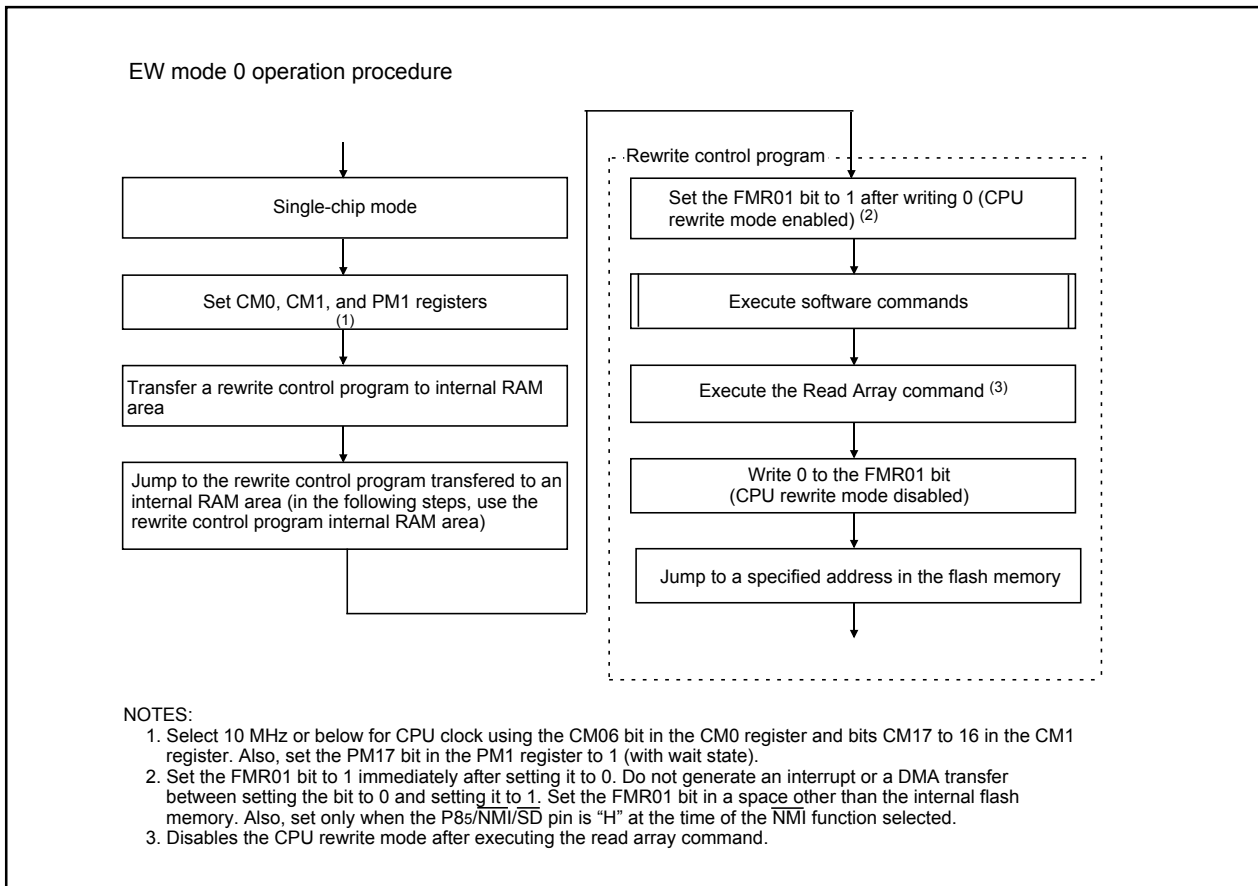 EW mode 0 operation procedure
Single-chip mode
Set CM0, CM1, and PM1 registers
(1)
Transfer a rewrite control program to internal RAM
area
Jump to the rewrite control program transfered to an
internal RAM area (in the following steps, use the
rewrite control program internal RAM area)
Rewrite control program
Set the FMR01 bit to 1 after writing 0 (CPU
rewrite mode enabled) (2)
Execute software commands
Execute the Read Array command (3)
Write 0 to the FMR01 bit
(CPU rewrite mode disabled)
Jump to a specified address in the flash memory
NOTES:
1. Select 10 MHz or below for CPU clock using the CM06 bit in the CM0 register and bits CM17 to 16 in the CM1
register. Also, set the PM17 bit in the PM1 register to 1 (with wait state).
2. Set the FMR01 bit to 1 immediately after setting it to 0. Do not generate an interrupt or a DMA transfer
between setting the bit to 0 and setting it to 1. Set the FMR01 bit in a space other than the internal flash
memory. Also, set only when the P85/NMI/SD pin is “H” at the time of the NMI function selected.
3. Disables the CPU rewrite mode after executing the read array command.